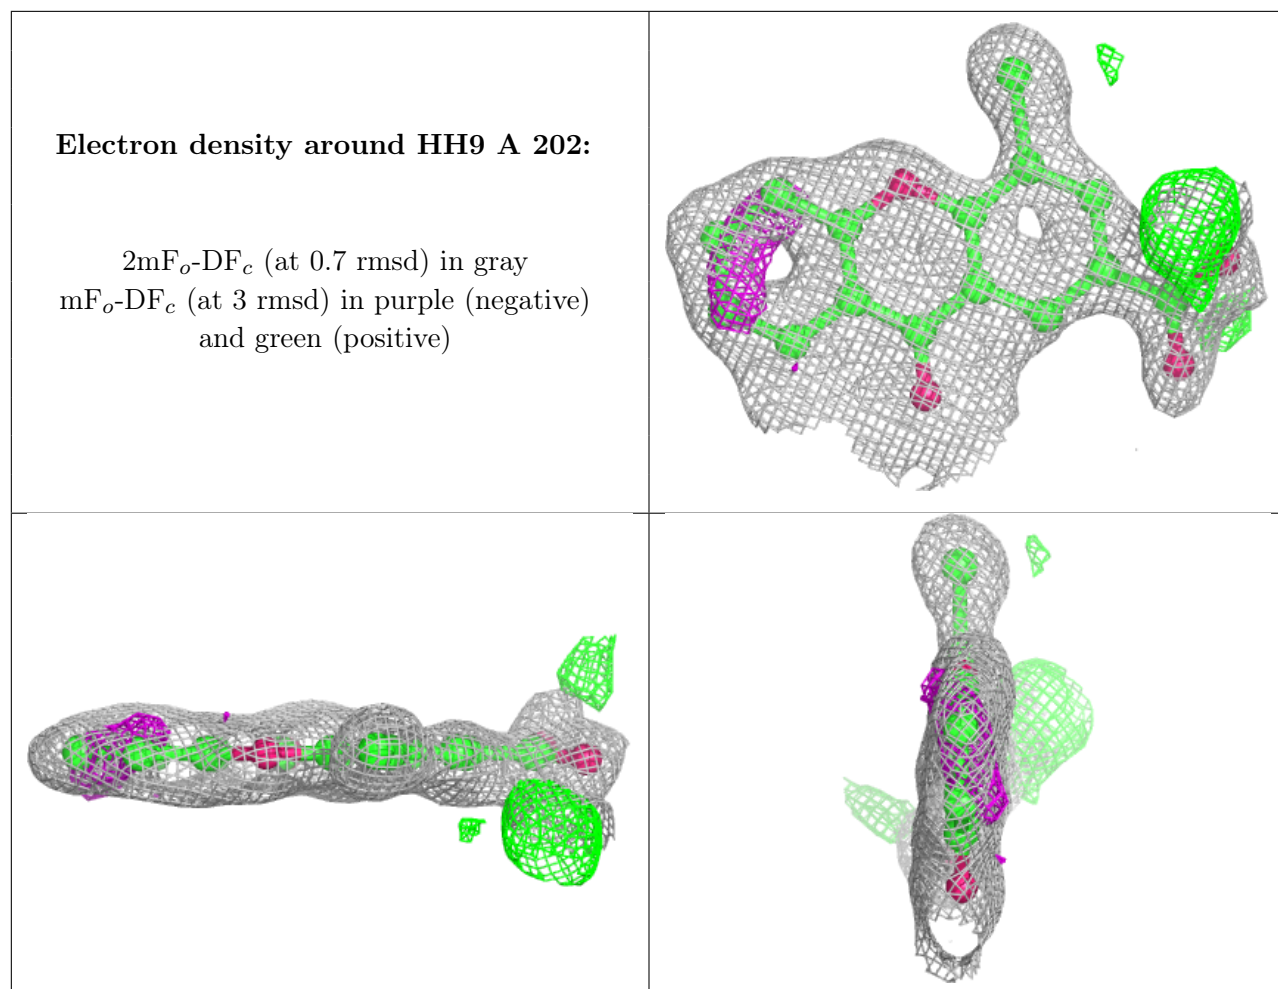 Electron density around HH9 A 202:
2mFo-DFc (at 0.7 rmsd) in gray
mFo-DFc (at 3 rmsd) in purple (negative)
and green (positive)